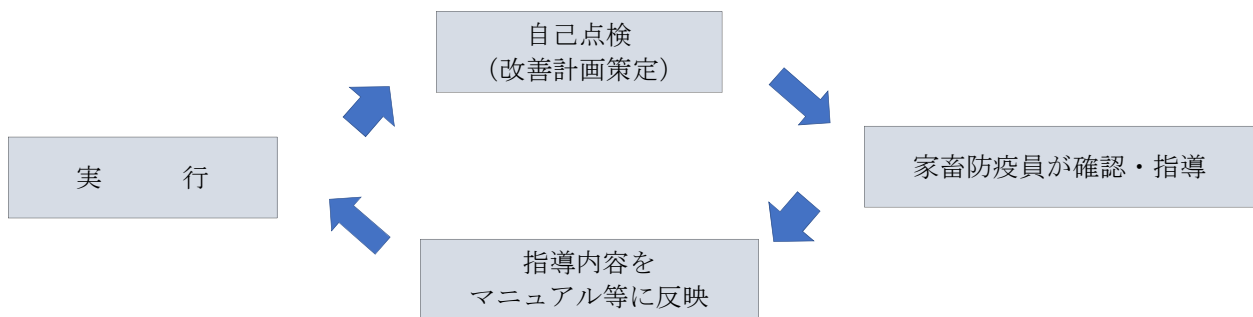 自己点検
(改善計画策定)
実　　　行
家畜防疫員が確認・指導
指導内容を
マニュアル等に反映